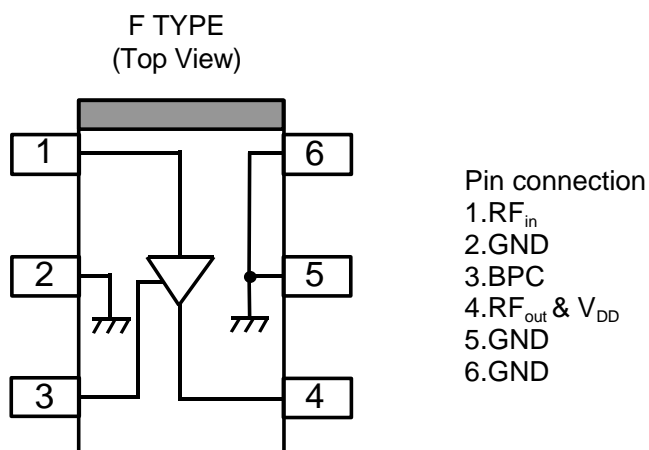 F TYPE
(Top View)
1
6
2
5
3
4
Pin connection
1.RFin
2.GND
3.BPC
4.RFout & VDD
5.GND
6.GND